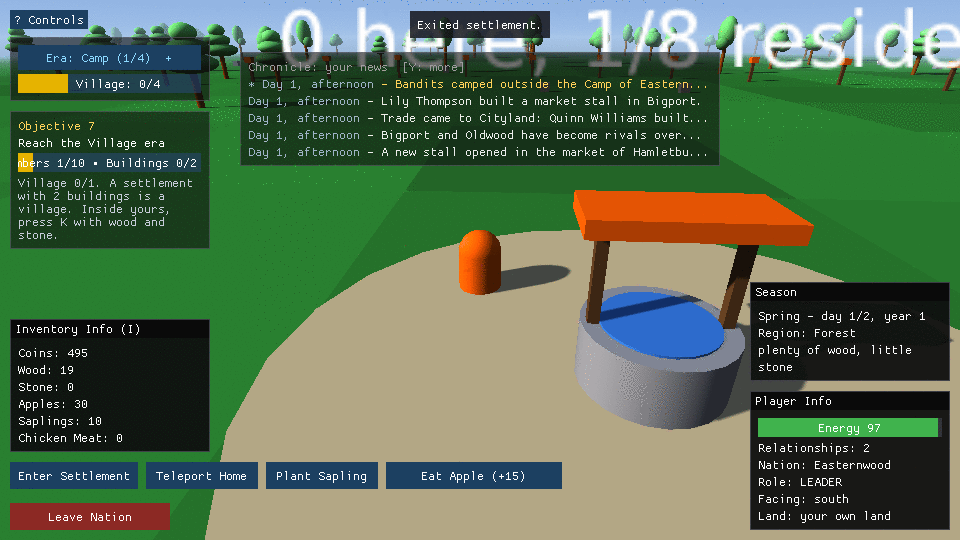 ? Controls
Exited settlement.
0 here, 1/8 reside
Era: Camp (1/4) +
Village: 0/4
Chronicle: your news [Y: more]
* Day 1, afternoon – Bandits camped outside the Camp of Eastern...
Day 1, afternoon – Lily Thompson built a market stall in Bigport.
Day 1, afternoon – Trade came to Cityland: Quinn Williams built...
Day 1, afternoon – Bigport and Oldwood have become rivals over...
Day 1, afternoon – A new stall opened in the market of Hamletbu...
Objective 7
Reach the Village era
bers 1/10 • Buildings 0/2
Village 0/1. A settlement
with 2 buildings is a
village. Inside yours,
press K with wood and
stone.
Season
Spring – day 1/2, year 1
Region: Forest
plenty of wood, little
stone
Inventory Info (I)
Coins: 495
Wood: 19
Stone: 0
Apples: 30
Saplings: 10
Chicken Meat: 0
Player Info
Energy 97
Relationships: 2
Nation: Easternwood
Role: LEADER
Facing: south
Land: your own land
Enter Settlement
Teleport Home
Plant Sapling
Eat Apple (+15)
Leave Nation